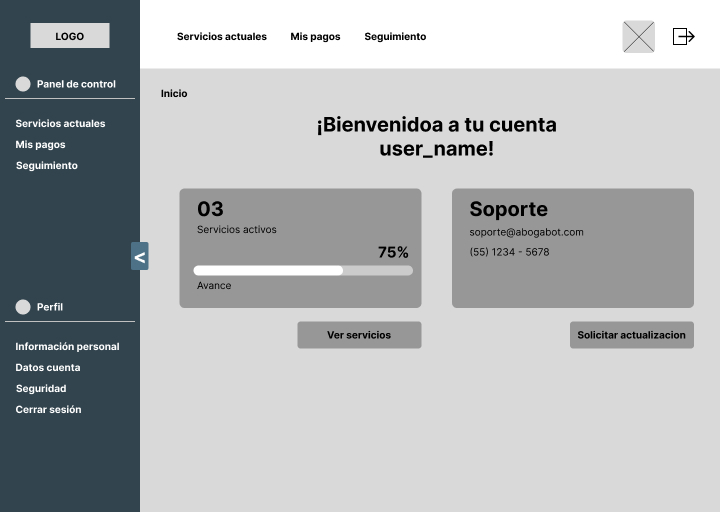 LOGO
Panel de control
Servicios actuales
Mis pagos
Seguimiento
<
Perfil
Información personal
Datos cuenta
Seguridad
Cerrar sesión
Servicios actuales
Mis pagos
Seguimiento
Inicio
¡Bienvenidoa a tu cuenta
user_name!
03
Servicios activos
75%
Avance
Ver servicios
Soporte
soporte@abogabot.com
(55) 1234 - 5678
Solicitar actualizacion